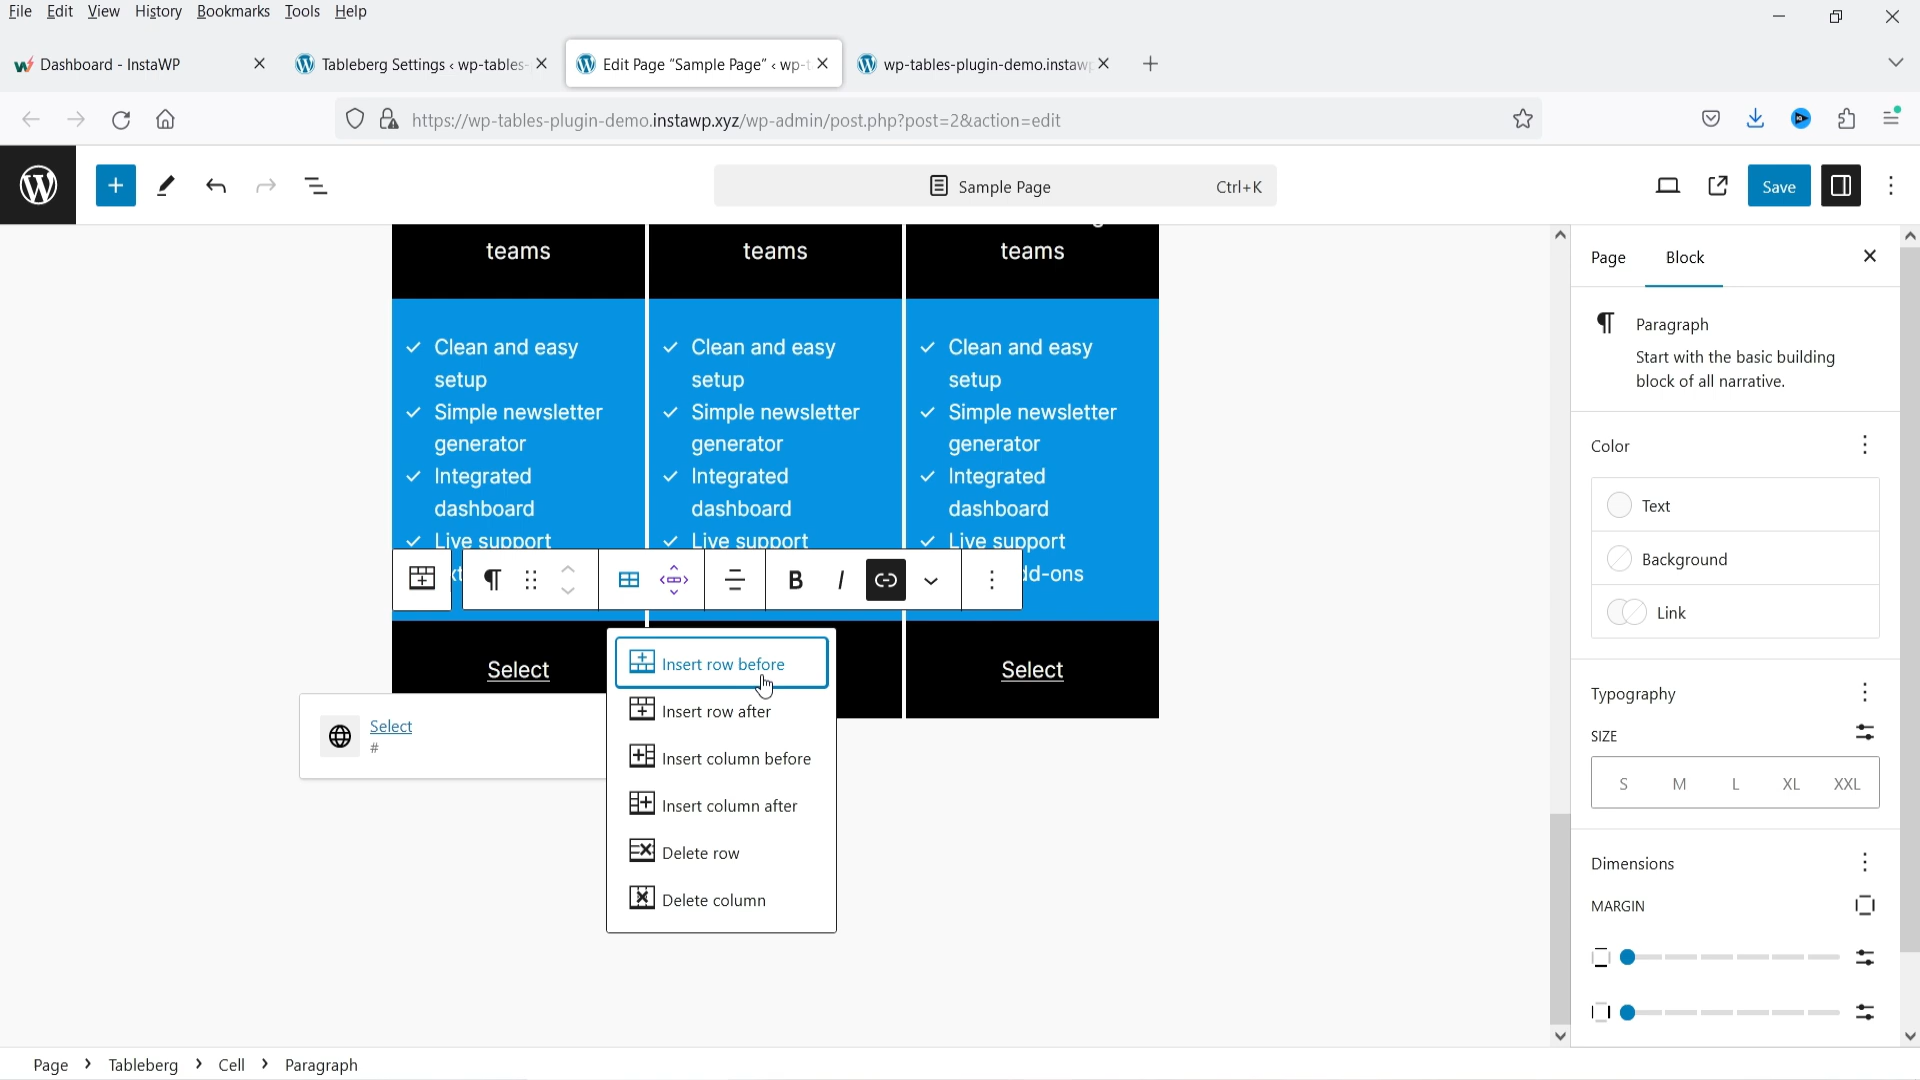 File Edit View History Bookmarks Tools Help
Dashboard - InstaWP
Tableberg Settings ‹ wp-tables-
Edit Page "Sample Page" ‹ wp-t
wp-tables-plugin-demo.instaw
https://wp-tables-plugin-demo.instawp.xyz/wp-admin/post.php?post=2&action=edit
Sample Page Ctrl+K
Save
teams teams teams
Clean and easy
setup
Simple newsletter
generator
Integrated
dashboard
Live support
Clean and easy
setup
Simple newsletter
generator
Integrated
dashboard
Live support
Clean and easy
setup
Simple newsletter
generator
Integrated
dashboard
Live support
dd-ons
B I
Select
Select
Select
#
Insert row before
Insert row after
Insert column before
Insert column after
Delete row
Delete column
Page Block
Paragraph
Start with the basic building
block of all narrative.
Color
Text
Background
Link
Typography
SIZE
S M L XL XXL
Dimensions
MARGIN
Page › Tableberg › Cell › Paragraph